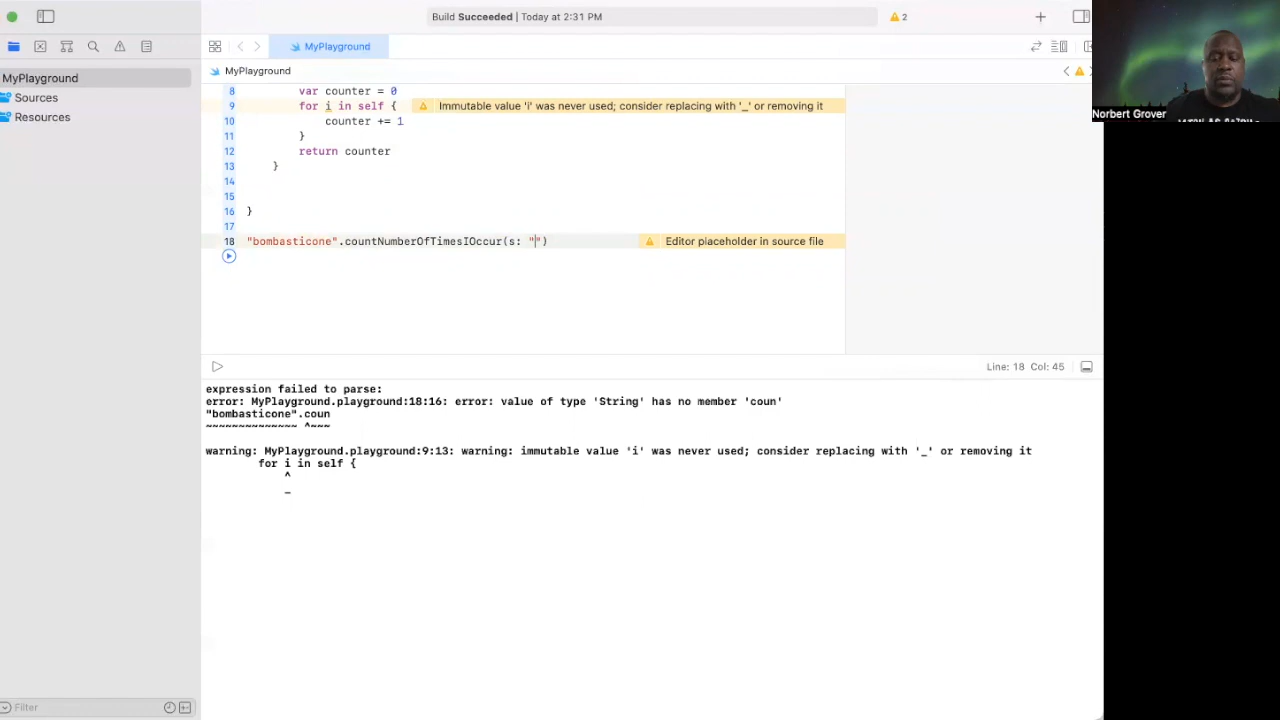 Build Succeeded | Today at 2:31 PM
2
MyPlayground
MyPlayground
MyPlayground
Sources
Resources
8 var counter = 0
9 for i in self {
Immutable value 'i' was never used; consider replacing with '_' or removing it
10 counter += 1
11 }
12 return counter
13 }
14
15
16 }
17
18 "bombasticone".countNumberOfTimesIOccur(s: "")
Editor placeholder in source file
Line: 18 Col: 45
expression failed to parse:
error: MyPlayground.playground:18:16: error: value of type 'String' has no member 'coun'
"bombasticone".coun
~~~~~~~~~~~~~~ ^~~~
warning: MyPlayground.playground:9:13: warning: immutable value 'i' was never used; consider replacing with '_' or removing it
for i in self {
^
_
Filter
Norbert Grover